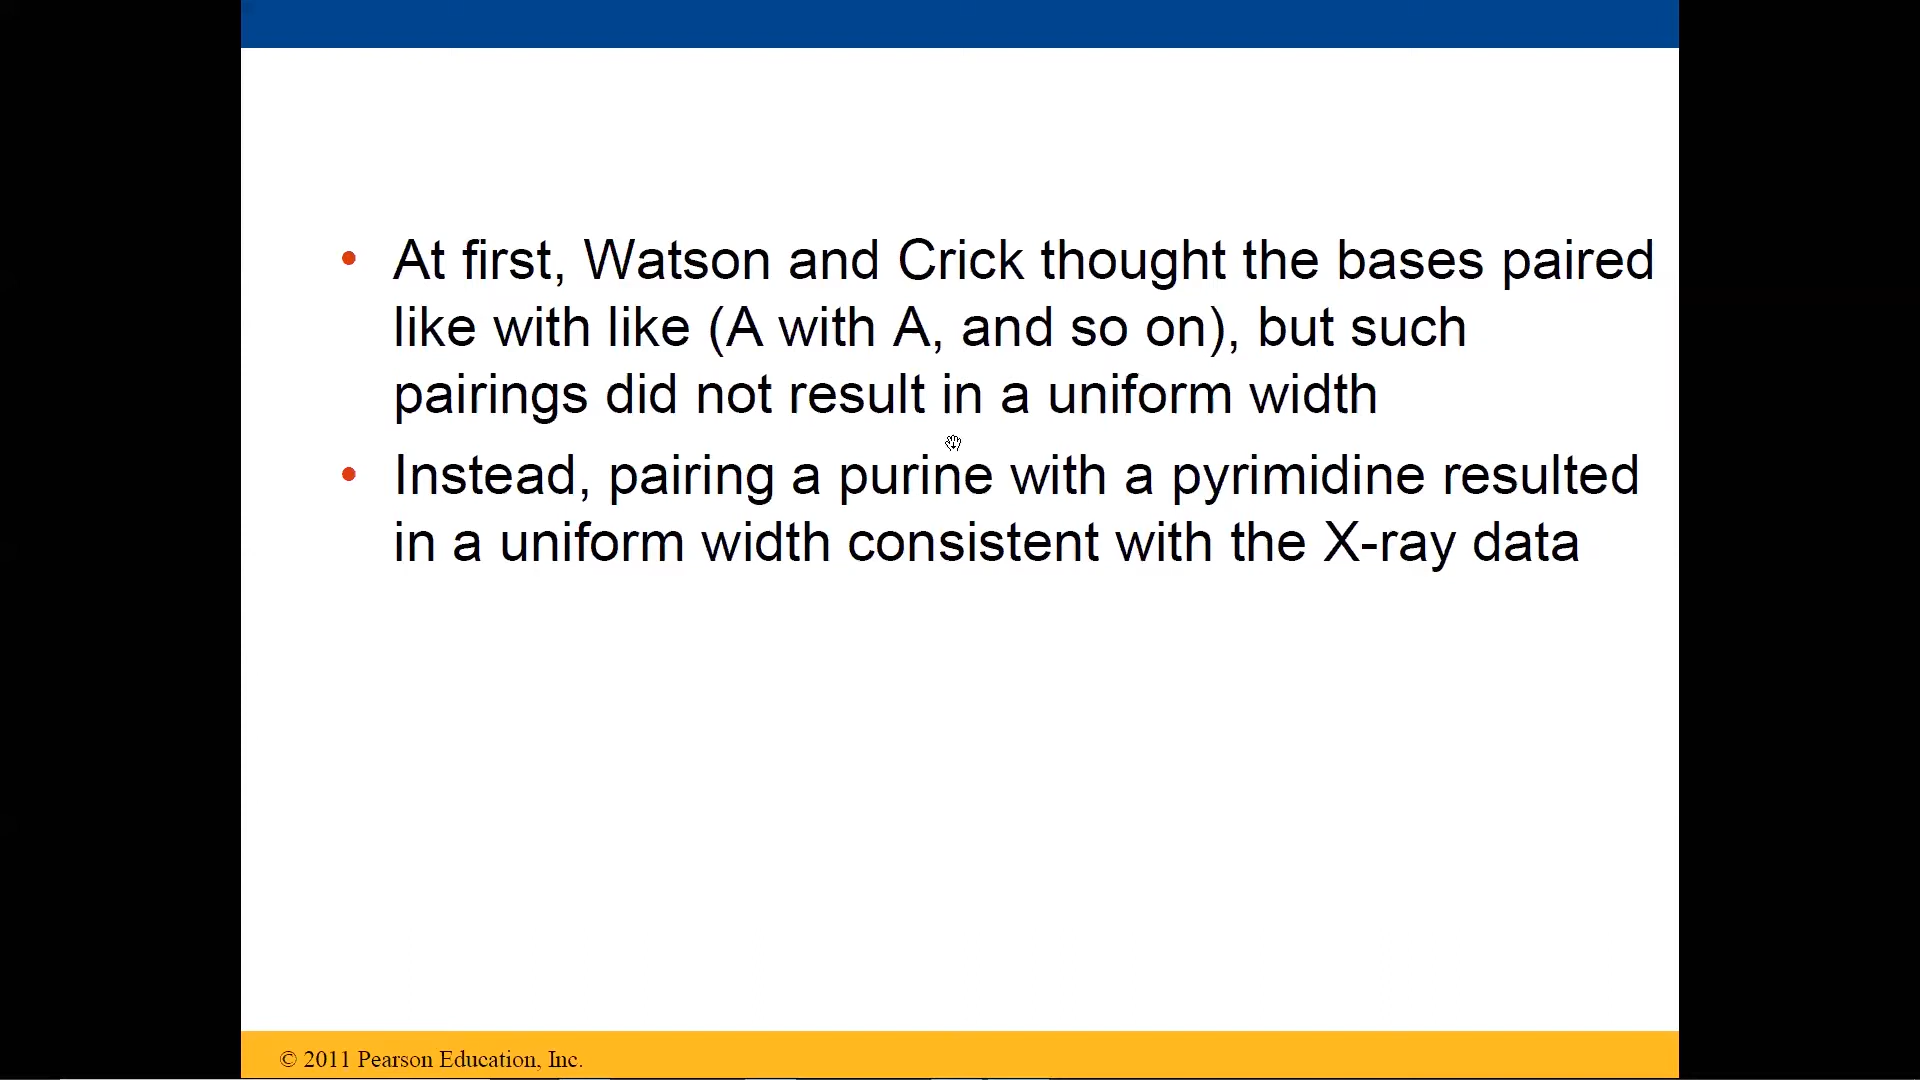 • At first, Watson and Crick thought the bases paired
like with like (A with A, and so on), but such
pairings did not result in a uniform width
• Instead, pairing a purine with a pyrimidine resulted
in a uniform width consistent with the X-ray data
© 2011 Pearson Education, Inc.